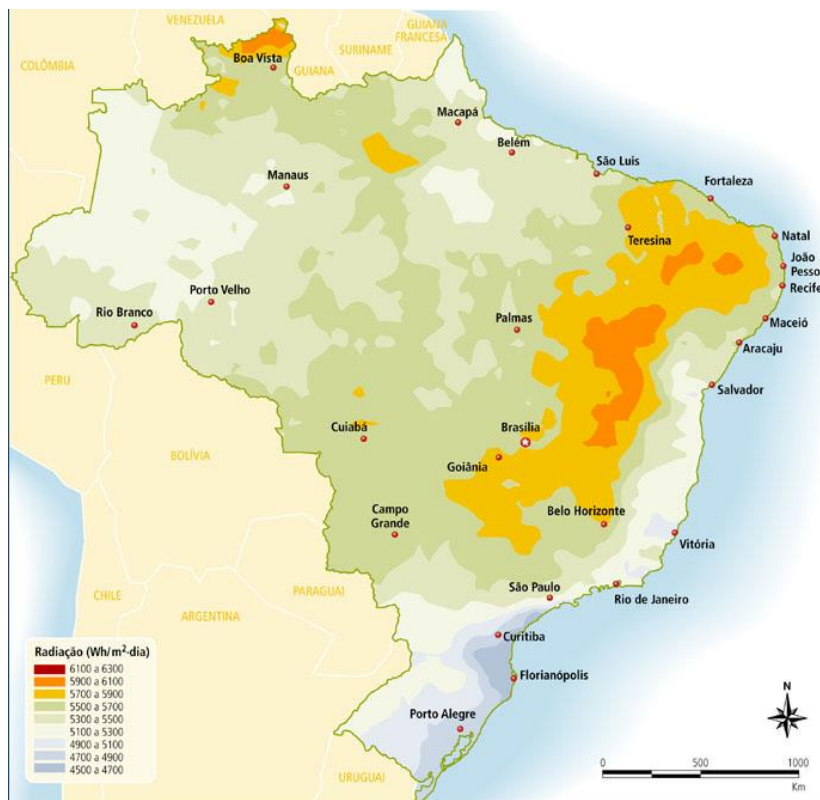 VENEZUELA
GUIANA
FRANCESA
SURINAME
COLÔMBIA
Boa Vista
GUIANA
Macapá
Belém
São Luis
Manaus
Fortaleza
Teresina
Natal
João
Pesso
Recife
Porto Velho
Rio Branco
Palmas
Maceió
Aracaju
PERU
Salvador
Cuiabá
Brasília
BOLÍVIA
Goiânia
Campo
Grande
Belo Horizonte
Vitória
CHILE
PARAGUAI
São Paulo
Rio de Janeiro
ARGENTINA
Curitiba
Florianópolis
Porto Alegre
URUGUAI
Radiação (Wh/m²-dia)
6100 a 6300
5900 a 6100
5700 a 5900
5500 a 5700
5300 a 5500
5100 a 5300
4900 a 5100
4700 a 4900
4500 a 4700
N
0 500 1000
Km